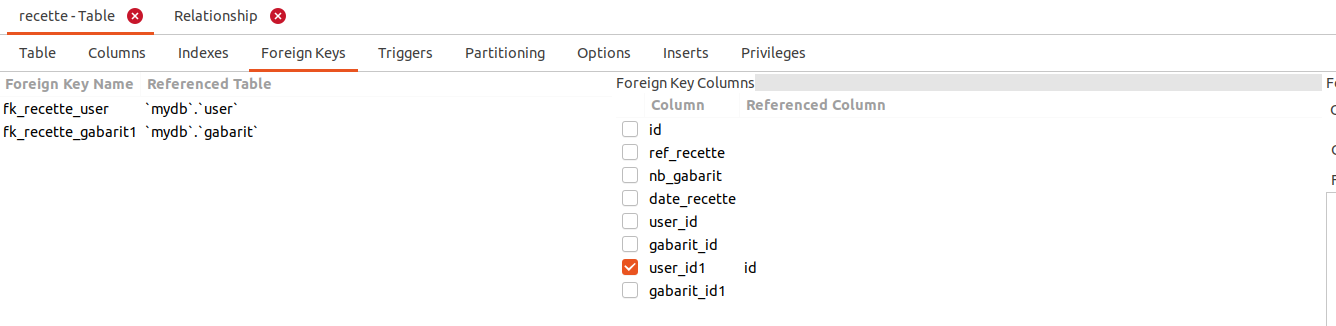 recette - Table Relationship
Table Columns Indexes Foreign Keys Triggers Partitioning Options Inserts Privileges
Foreign Key Name Referenced Table
fk_recette_user `mydb`.`user`
fk_recette_gabarit1 `mydb`.`gabarit`
Foreign Key Columns
Column Referenced Column
id
ref_recette
nb_gabarit
date_recette
user_id
gabarit_id
user_id1 id
gabarit_id1